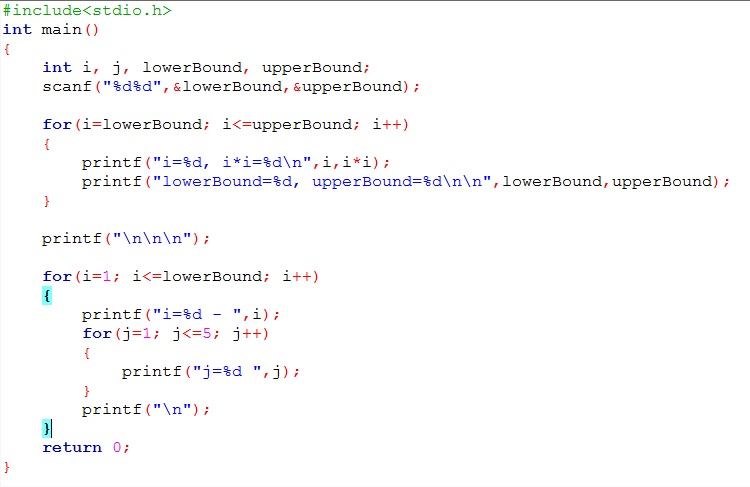 #include<stdio.h>
int main()
{
    int i, j, lowerBound, upperBound;
    scanf("%d%d",&lowerBound,&upperBound);

    for(i=lowerBound; i<=upperBound; i++)
    {
        printf("i=%d, i*i=%d\n",i,i*i);
        printf("lowerBound=%d, upperBound=%d\n\n",lowerBound,upperBound);
    }

    printf("\n\n\n");

    for(i=1; i<=lowerBound; i++)
    {
        printf("i=%d - ",i);
        for(j=1; j<=5; j++)
        {
            printf("j=%d ",j);
        }
        printf("\n");
    }
    return 0;
}